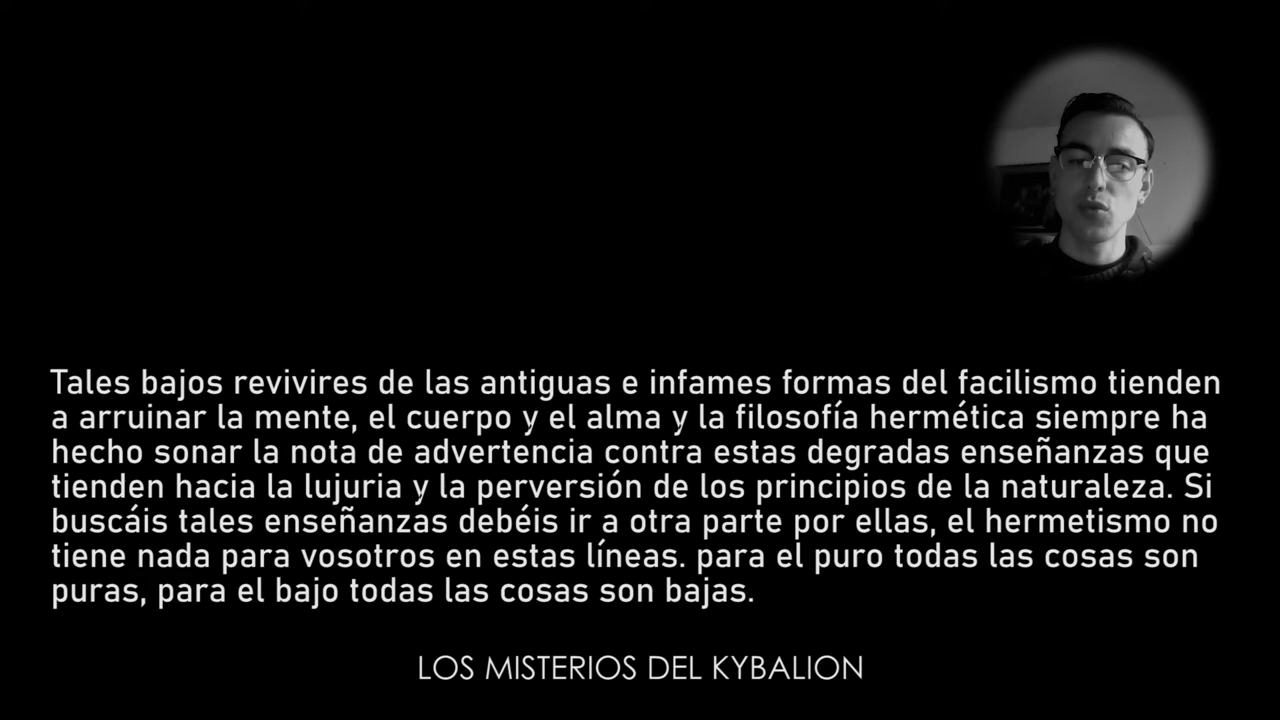 Tales bajos revivires de las antiguas e infames formas del facilismo tienden
a arruinar la mente, el cuerpo y el alma y la filosofía hermética siempre ha
hecho sonar la nota de advertencia contra estas degradas enseñanzas que
tienden hacia la lujuria y la perversión de los principios de la naturaleza. Si
buscáis tales enseñanzas debéis ir a otra parte por ellas, el hermetismo no
tiene nada para vosotros en estas líneas. para el puro todas las cosas son
puras, para el bajo todas las cosas son bajas.
LOS MISTERIOS DEL KYBALION